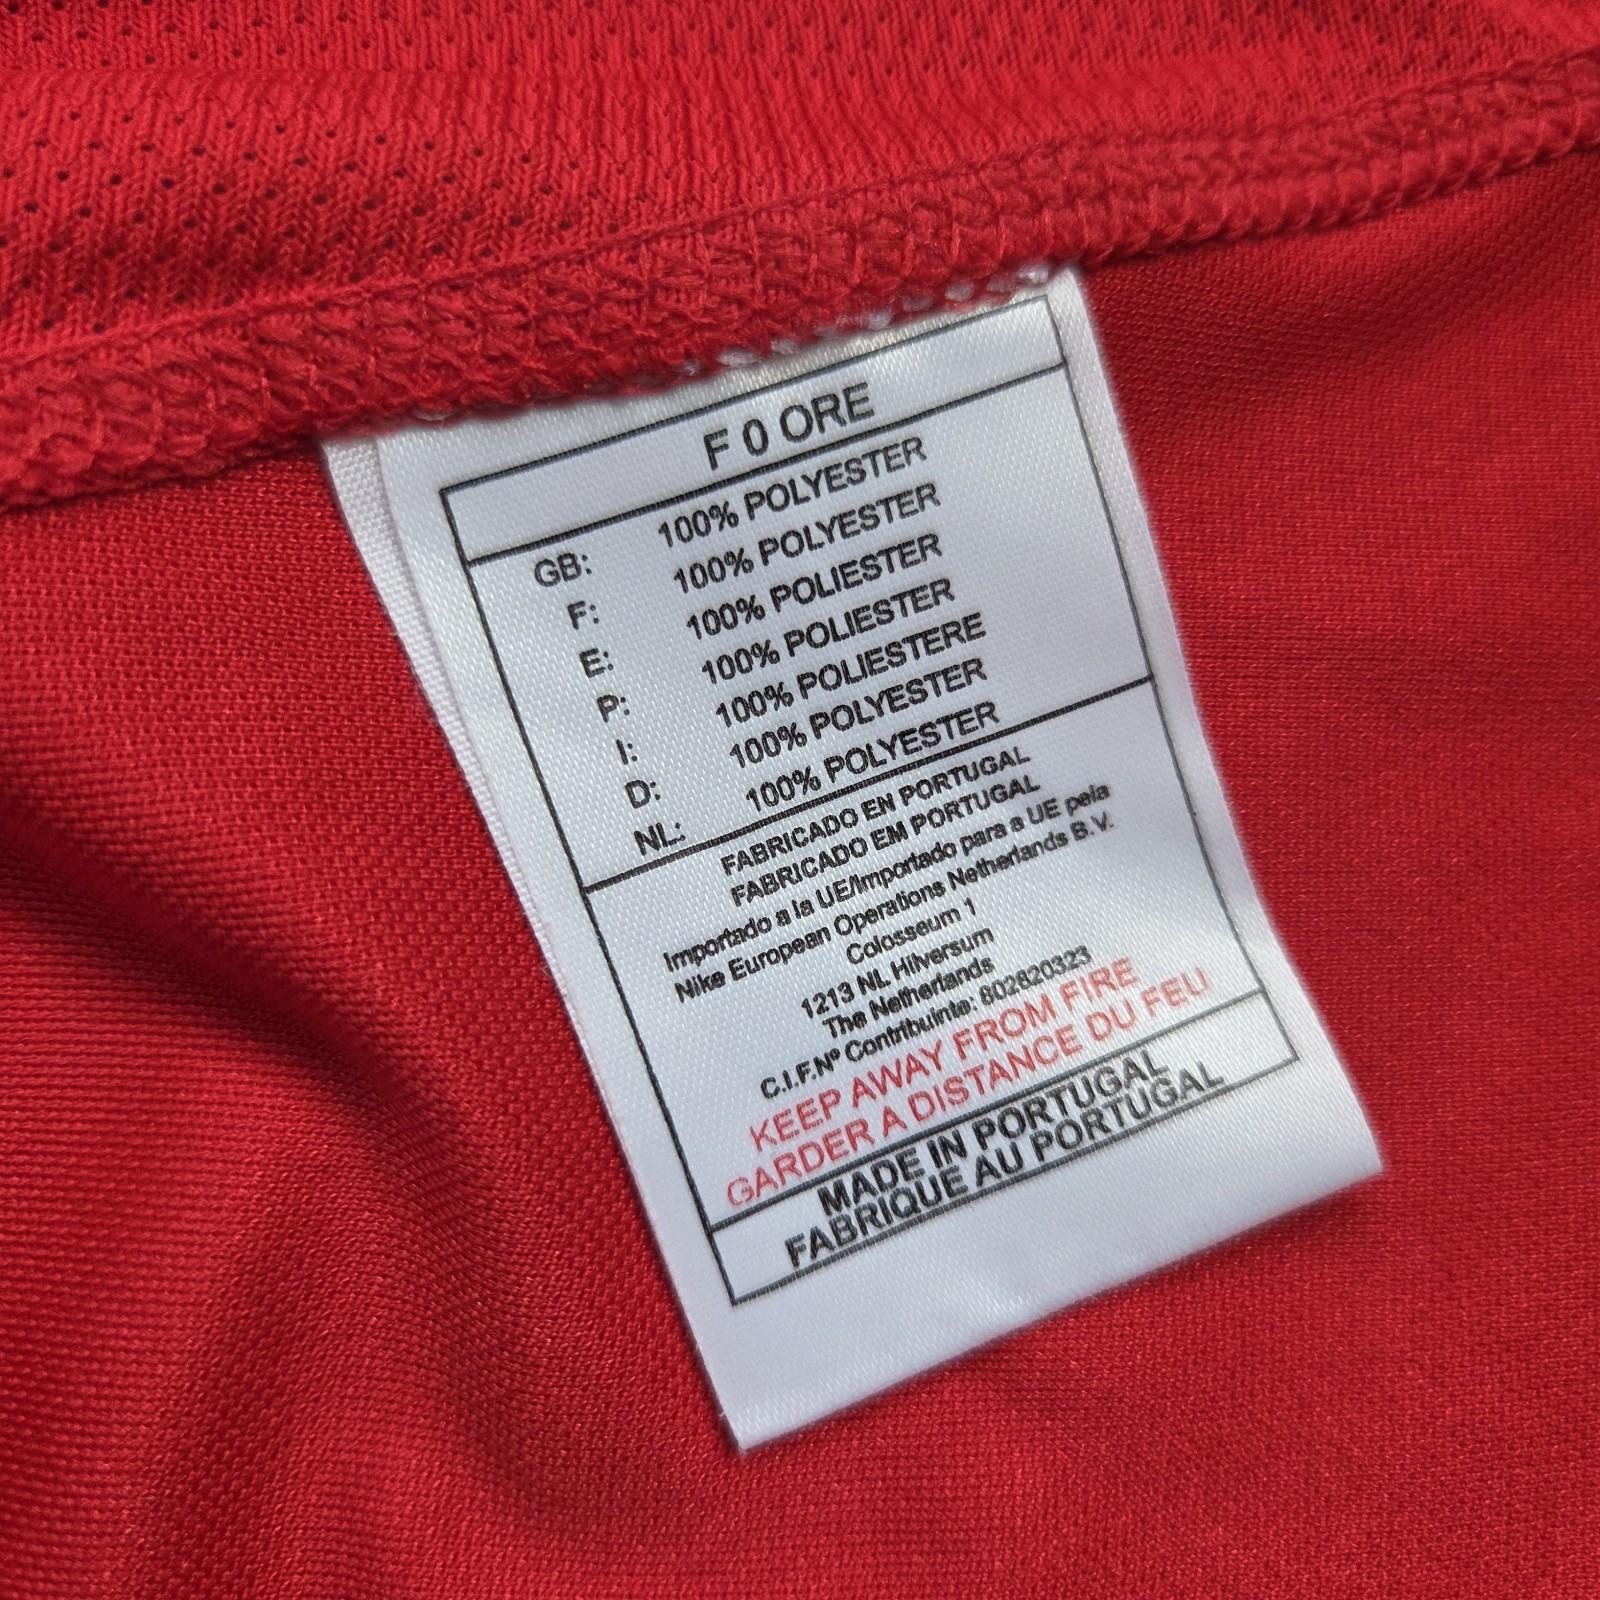 F 0 ORE
GB: 100% POLYESTER
F: 100% POLYESTER
E: 100% POLIESTER
P: 100% POLIESTER
I: 100% POLIESTERE
D: 100% POLYESTER
NL: 100% POLYESTER
FABRICADO EN PORTUGAL
FABRICADO EM PORTUGAL
Importado a la UE/Importado para a UE pela
Nike European Operations Netherlands B.V.
Colosseum 1
1213 NL Hilversum
The Netherlands
C.I.F.Nº Contribuinte: 802820323
KEEP AWAY FROM FIRE
GARDER A DISTANCE DU FEU
MADE IN PORTUGAL
FABRIQUE AU PORTUGAL